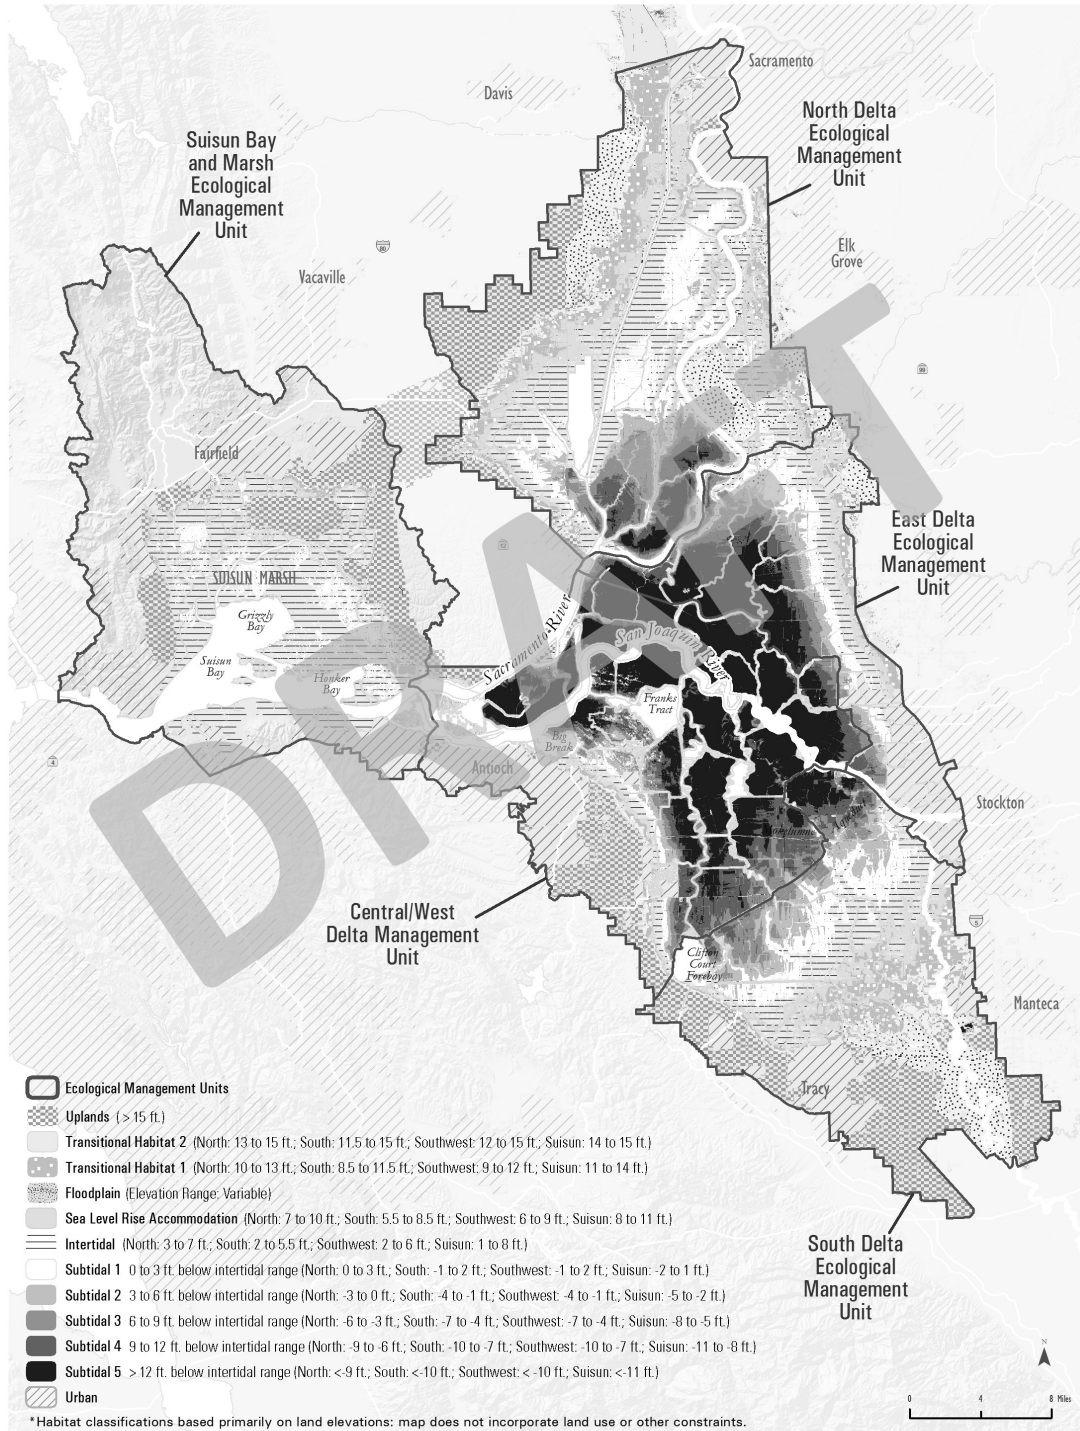 Sacramento
Davis
North Delta
Ecological
Management
Unit
Suisun Bay
and Marsh
Ecological
Management
Unit
80
Elk
Grove
Vacaville
99
Fairfield
East Delta
Ecological
Management
Unit
12
SUISUN MARSH
Grizzly
Bay
Suisun
Bay
Honker
Bay
Sacramento River
San Joaquin River
Franks
Tract
Big
Break
4
Antioch
Stockton
DRAFT
Central/West
Delta Management
Unit
5
Clifton
Court
Forebay
Manteca
Tracy
Ecological Management Units
Uplands ( > 15 ft.)
Transitional Habitat 2 (North: 13 to 15 ft.; South: 11.5 to 15 ft.; Southwest: 12 to 15 ft.; Suisun: 14 to 15 ft.)
Transitional Habitat 1 (North: 10 to 13 ft.; South: 8.5 to 11.5 ft.; Southwest: 9 to 12 ft.; Suisun: 11 to 14 ft.)
Floodplain (Elevation Range: Variable)
Sea Level Rise Accommodation (North: 7 to 10 ft.; South: 5.5 to 8.5 ft.; Southwest: 6 to 9 ft.; Suisun: 8 to 11 ft.)
Intertidal (North: 3 to 7 ft.; South: 2 to 5.5 ft.; Southwest: 2 to 6 ft.; Suisun: 1 to 8 ft.)
Subtidal 1 0 to 3 ft. below intertidal range (North: 0 to 3 ft.; South: -1 to 2 ft.; Southwest: -1 to 2 ft.; Suisun: -2 to 1 ft.)
Subtidal 2 3 to 6 ft. below intertidal range (North: -3 to 0 ft.; South: -4 to -1 ft.; Southwest: -4 to -1 ft.; Suisun: -5 to -2 ft.)
Subtidal 3 6 to 9 ft. below intertidal range (North: -6 to -3 ft.; South: -7 to -4 ft.; Southwest: -7 to -4 ft.; Suisun: -8 to -5 ft.)
Subtidal 4 9 to 12 ft. below intertidal range (North: -9 to -6 ft.; South: -10 to -7 ft.; Southwest: -10 to -7 ft.; Suisun: -11 to -8 ft.)
Subtidal 5 > 12 ft. below intertidal range (North: <-9 ft.; South: <-10 ft.; Southwest: < -10 ft.; Suisun: <-11 ft.)
Urban
*Habitat classifications based primarily on land elevations: map does not incorporate land use or other constraints.
South Delta
Ecological
Management
Unit
N
0 4 8 Miles